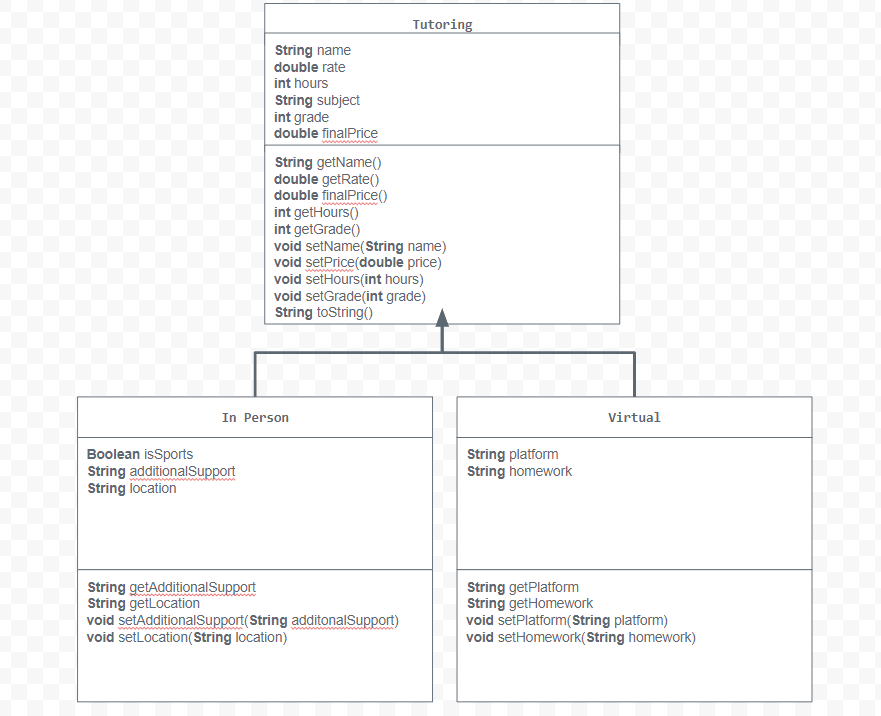 Tutoring
String name
double rate
int hours
String subject
int grade
double finalPrice
String getName()
double getRate()
double finalPrice()
int getHours()
int getGrade()
void setName(String name)
void setPrice(double price)
void setHours(int hours)
void setGrade(int grade)
String toString()
In Person
Boolean isSports
String additionalSupport
String location
String getAdditionalSupport
String getLocation
void setAdditionalSupport(String additonalSupport)
void setLocation(String location)
Virtual
String platform
String homework
String getPlatform
String getHomework
void setPlatform(String platform)
void setHomework(String homework)